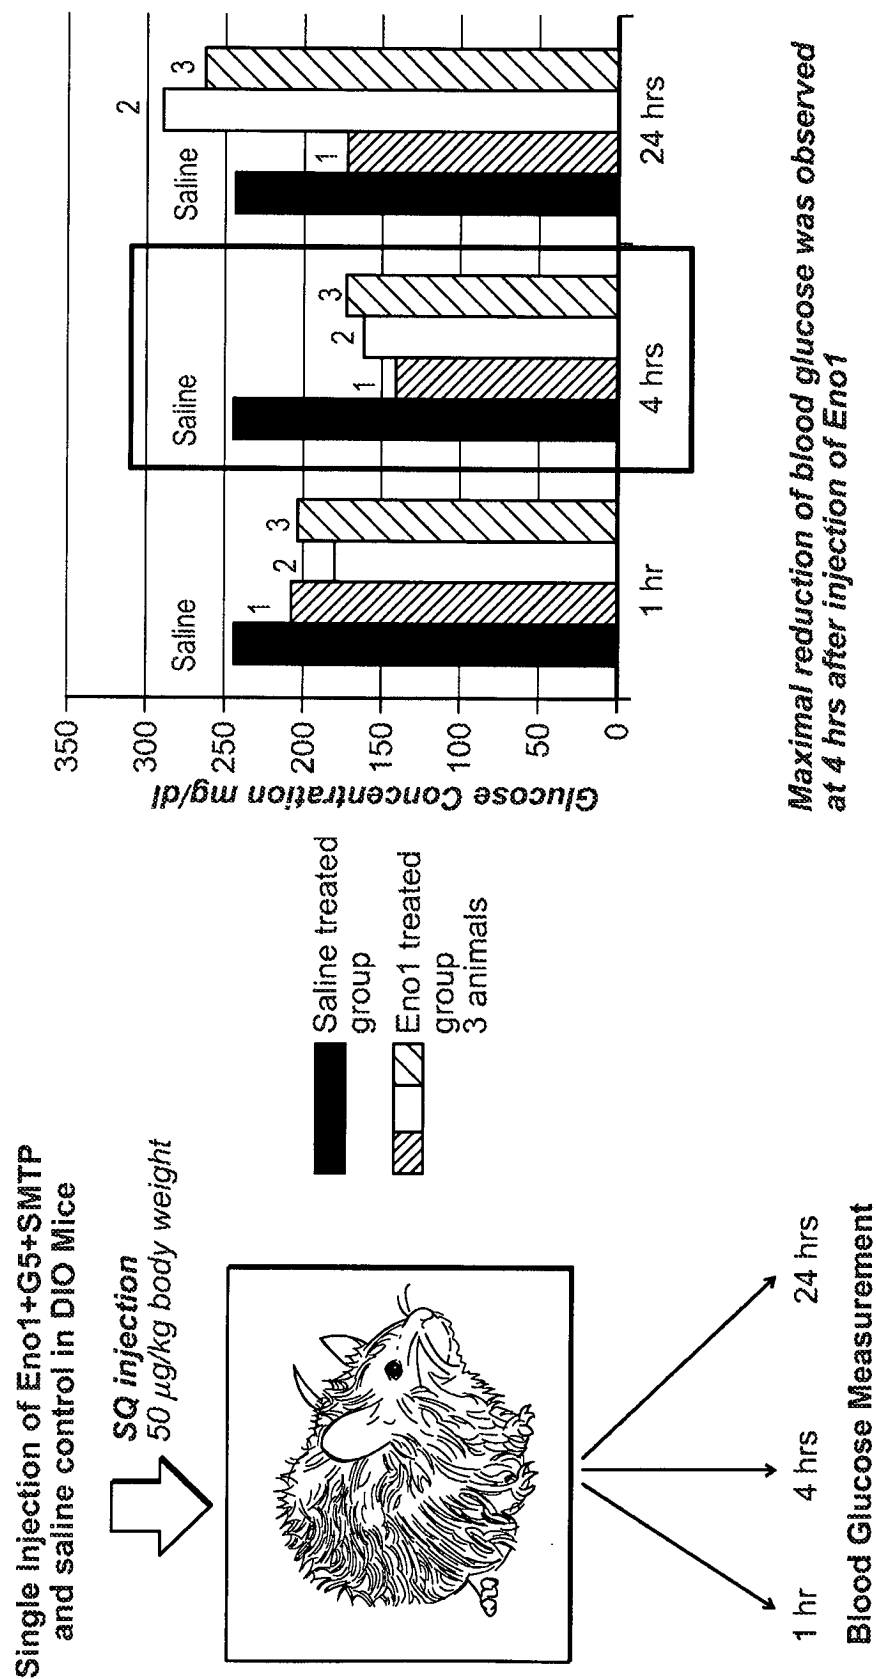 Single Injection of Eno1+G5+SMTP
and saline control in DIO Mice
SQ injection
50 µg/kg body weight
1 hr
4 hrs
24 hrs
Blood Glucose Measurement
Saline treated
group
Eno1 treated
group
3 animals
Glucose Concentration mg/dl
350
300
250
200
150
100
50
0
Saline
1
2
3
1 hr
Saline
1
2
3
4 hrs
Saline
1
2
3
24 hrs
Maximal reduction of blood glucose was observed
at 4 hrs after injection of Eno1